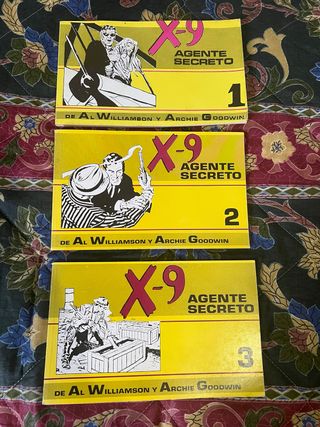 X-9
AGENTE
SECRETO
1
DE AL WILLIAMSON Y ARCHIE GOODWIN
X-9
AGENTE
SECRETO
2
DE AL WILLIAMSON Y ARCHIE GOODWIN
X-9
AGENTE
SECRETO
3
DE AL WILLIAMSON Y ARCHIE GOODWIN